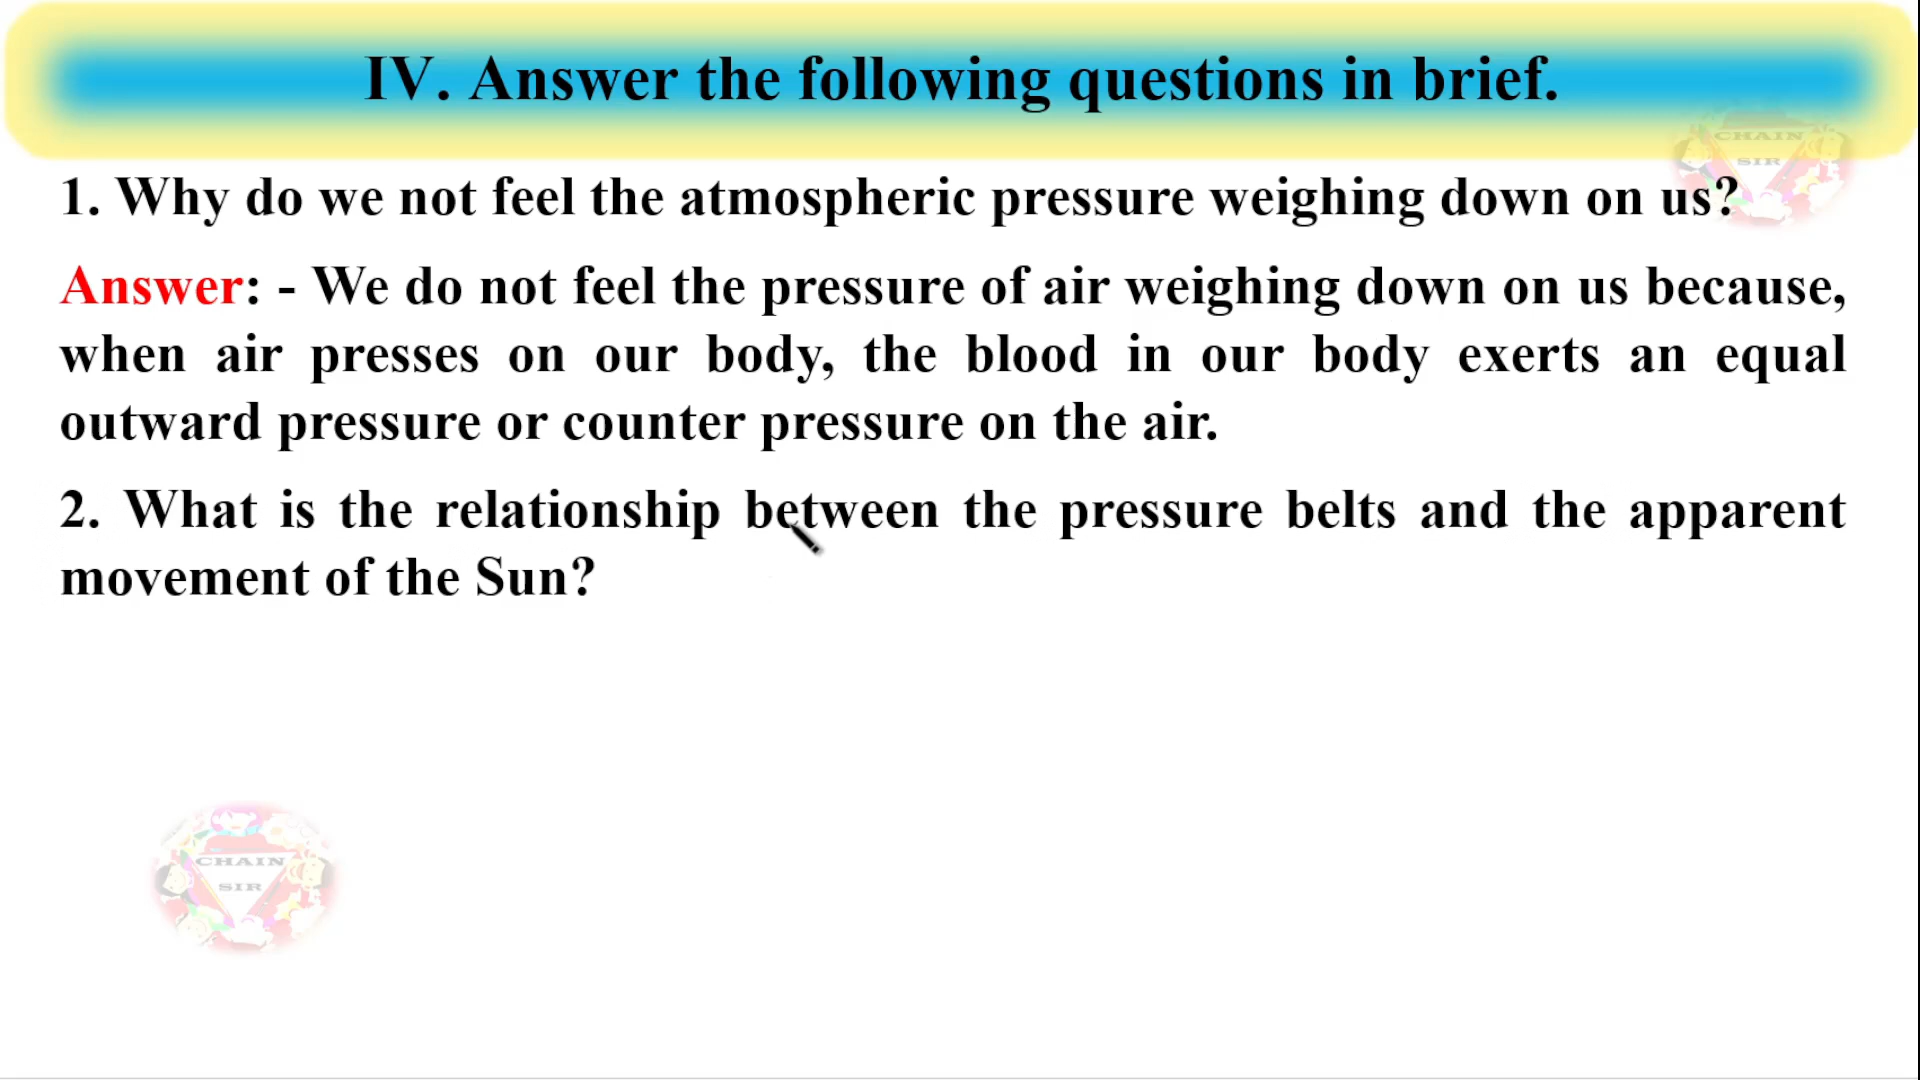 IV. Answer the following questions in brief.
CHAIN
SIR
1. Why do we not feel the atmospheric pressure weighing down on us?
Answer: - We do not feel the pressure of air weighing down on us because,
when air presses on our body, the blood in our body exerts an equal
outward pressure or counter pressure on the air.
2. What is the relationship between the pressure belts and the apparent
movement of the Sun?
CHAIN
SIR